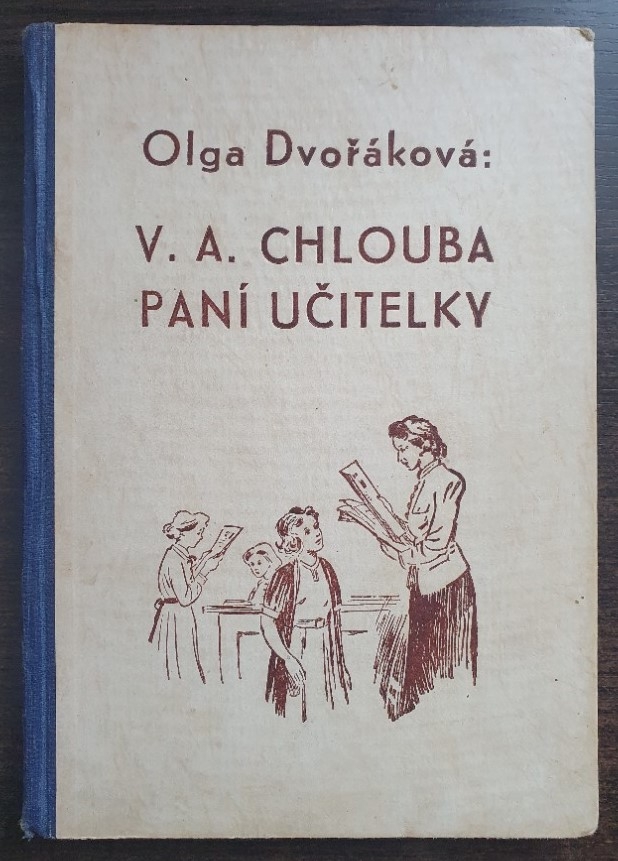 Olga Dvořáková:
V. A. CHLOUBA
PANÍ UČITELKY